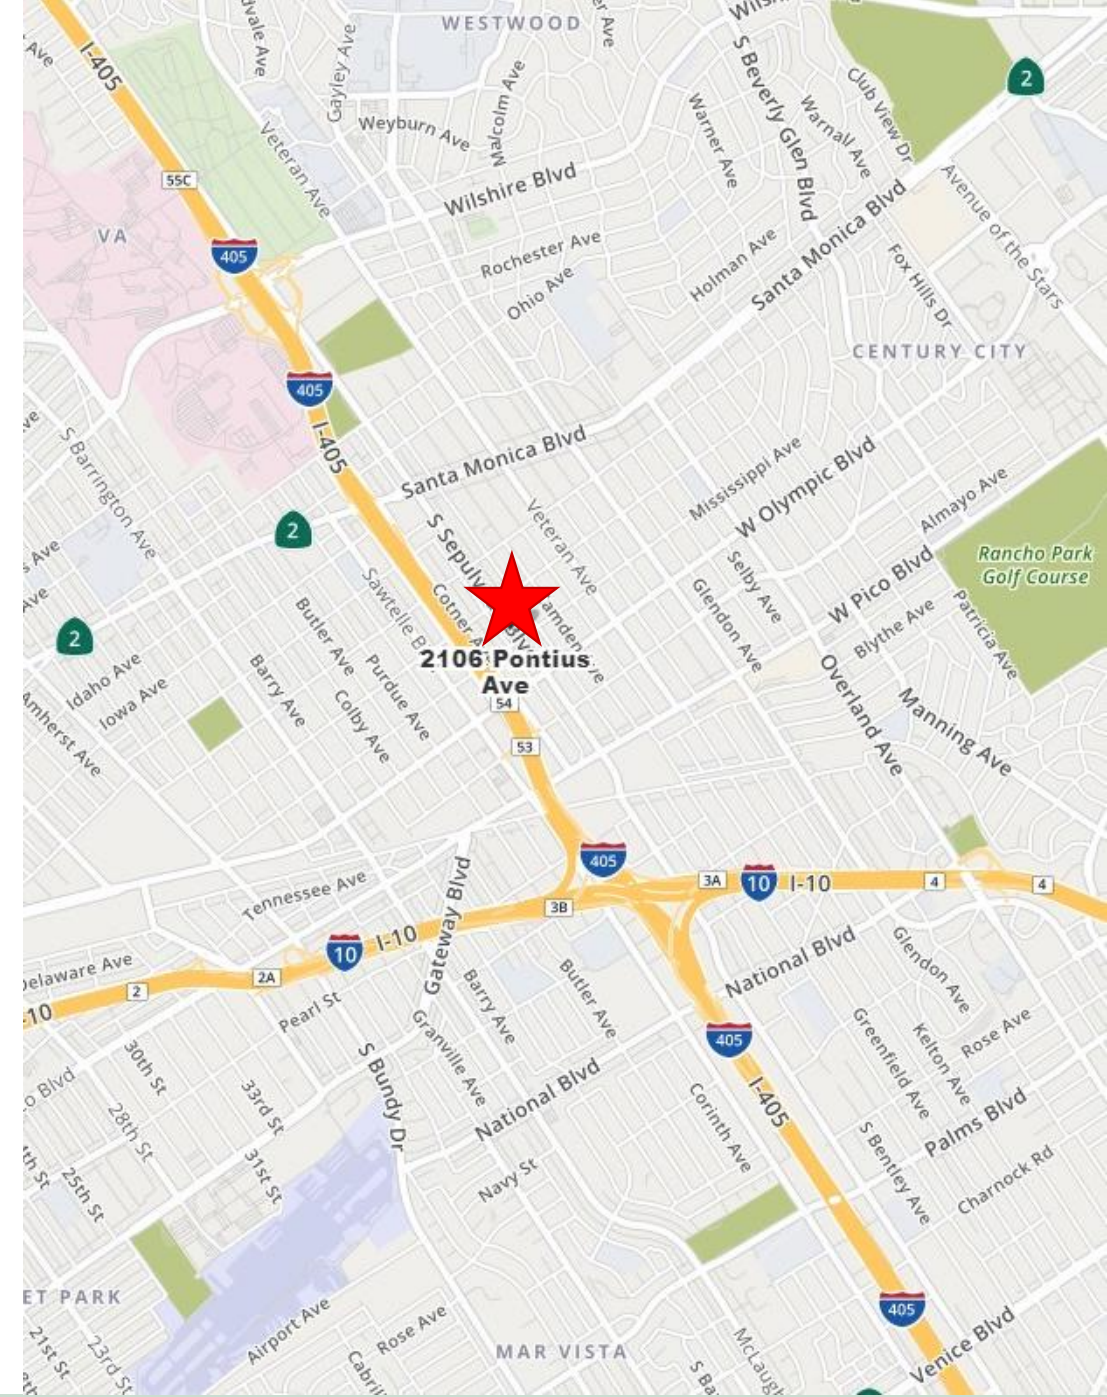 WESTWOOD
I-405
Gayley Ave
Malcolm Ave
Weyburn Ave
Veteran Ave
Wilshire Blvd
S Beverly Glen Blvd
Warner Ave
Warnall Ave
Club View Dr
2
55C
VA
405
Rochester Ave
Ohio Ave
Holman Ave
Santa Monica Blvd
Avenue of the Stars
Fox Hills Dr
CENTURY CITY
405
I-405
S Barrington Ave
Santa Monica Blvd
2
Mississippi Ave
W Olympic Blvd
Almayo Ave
Rancho Park
Golf Course
Veteran Ave
Selby Ave
Glendon Ave
W Pico Blvd
Blythe Ave
Patricia Ave
2
Idaho Ave
Iowa Ave
Amherst Ave
Barry Ave
Butler Ave
Colby Ave
Purdue Ave
Sawtelle
Cotner
2106 Pontius
Ave
54
53
Overland Ave
Manning Ave
405
3A
10
I-10
4
4
3B
Tennessee Ave
Gateway Blvd
10
I-10
Delaware Ave
2
2A
-10
Pearl St
National Blvd
Glendon Ave
Barry Ave
Butler Ave
Granville Ave
S Bundy Dr
National Blvd
405
I-405
Greenfield Ave
Kelton Ave
Rose Ave
Palms Blvd
Charnock Rd
S Bentley Ave
Corinth Ave
Navy St
30th St
28th St
33rd St
31st St
25th St
ET PARK
21st St
23rd St
Airport Ave
Rose Ave
MAR VISTA
405
Venice Blvd